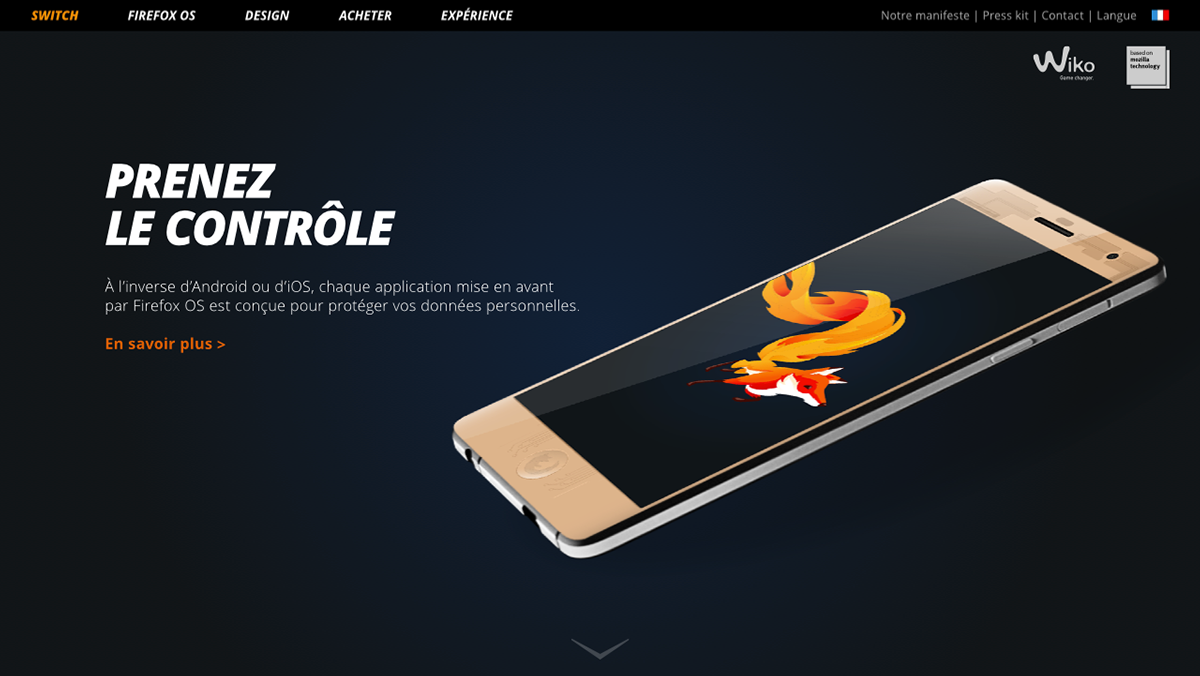 SWITCH FIREFOX OS DESIGN ACHETER EXPÉRIENCE Notre manifeste | Press kit | Contact | Langue
Wiko
Game changer.
based on
mozilla
technology
PRENEZ
LE CONTRÔLE
À l’inverse d’Android ou d’iOS, chaque application mise en avant
par Firefox OS est conçue pour protéger vos données personnelles.
En savoir plus >